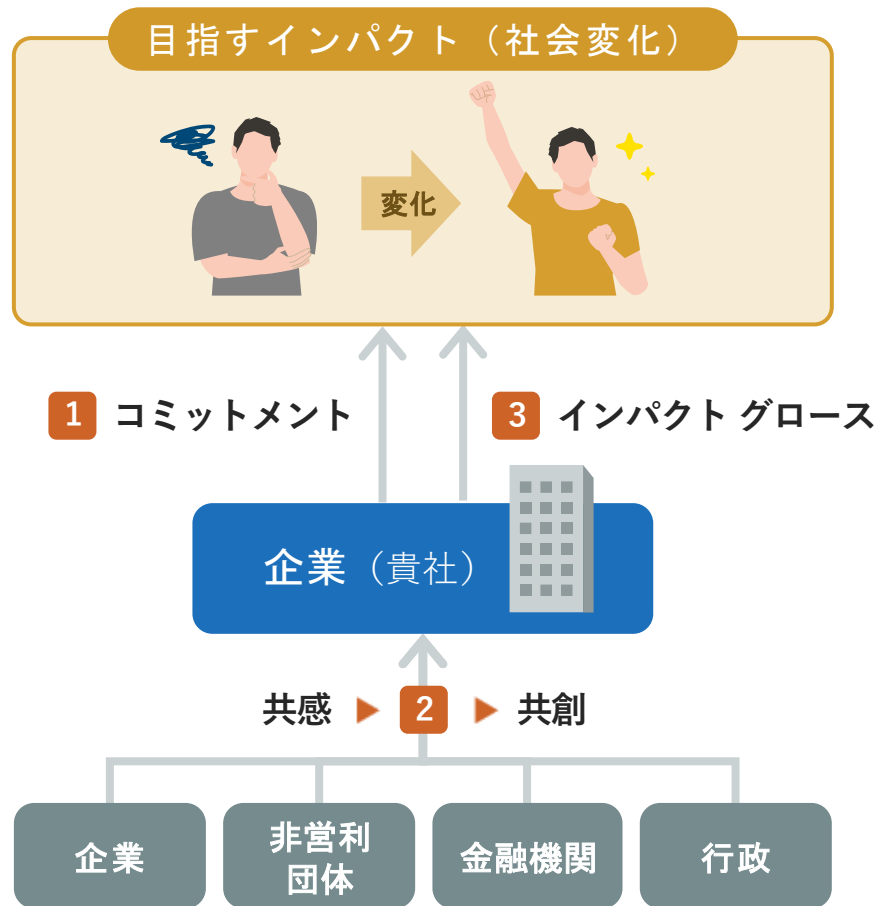 目指すインパクト（社会変化）
変化
1 コミットメント
3 インパクト グロース
企業（貴社）
共感 ▶ 2 ▶ 共創
企業
非営利
団体
金融機関
行政